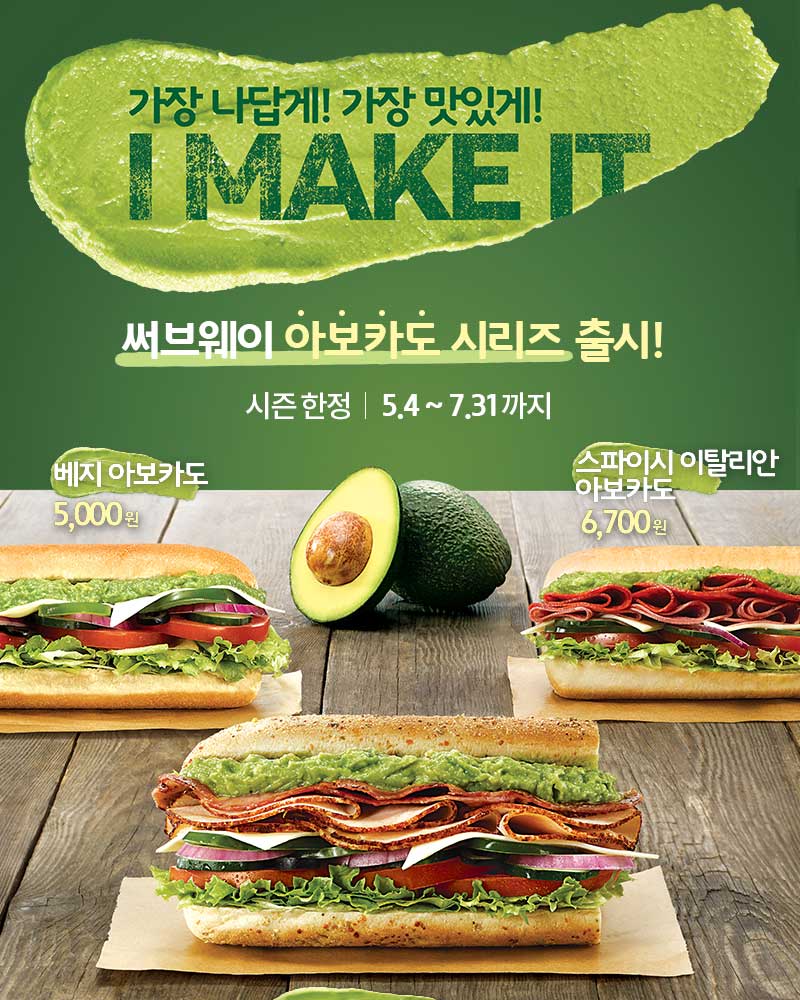 가장 나답게! 가장 맛있게!
I MAKE IT
써브웨이 아보카도 시리즈 출시!
시즌 한정 | 5.4 ~ 7.31까지
베지 아보카도
5,000원
스파이시 이탈리안
아보카도
6,700원